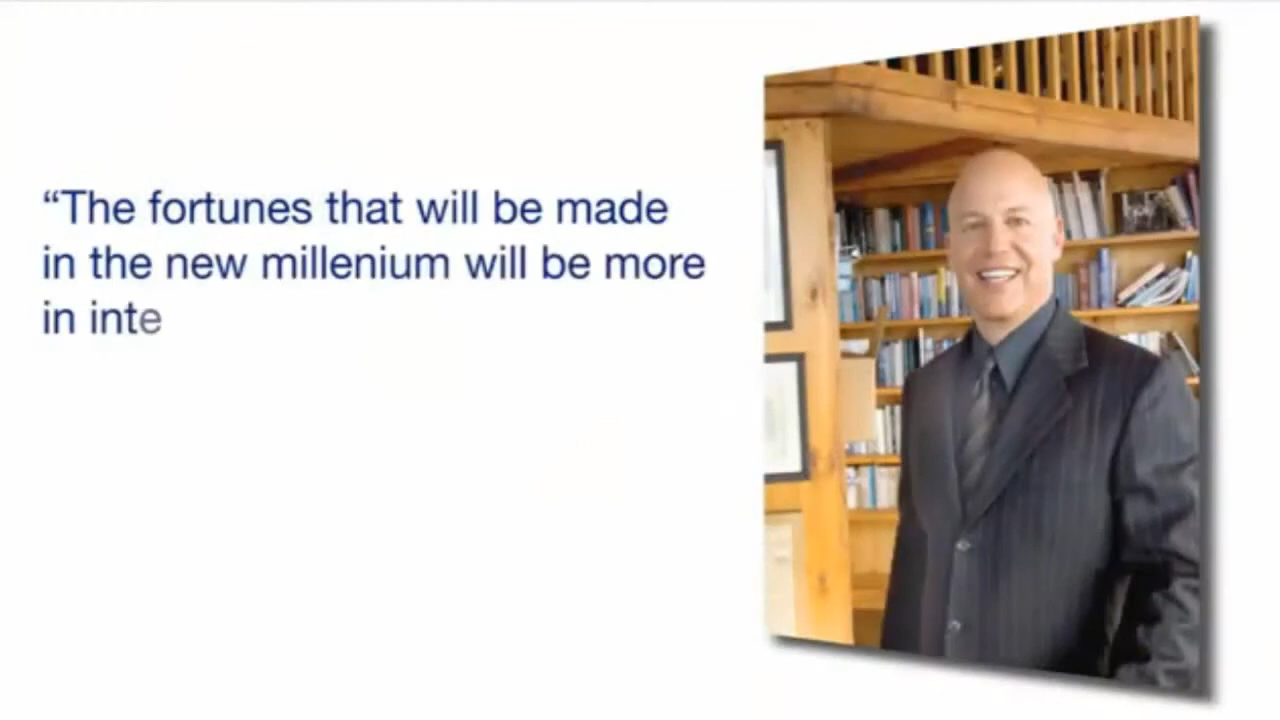 “The fortunes that will be made
in the new millenium will be more
in inte